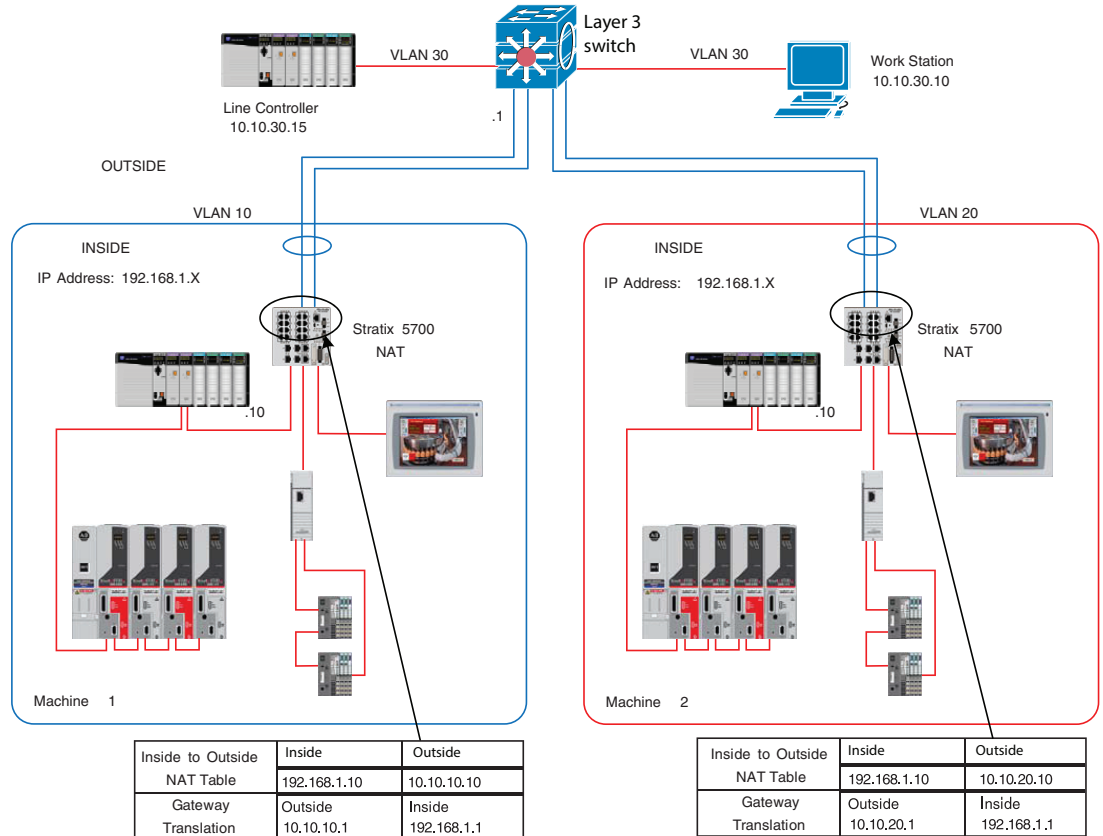 Layer 3
switch
VLAN 30
VLAN 30
Line Controller
10.10.30.15
Work Station
10.10.30.10
.1
OUTSIDE
VLAN 10
VLAN 20
INSIDE
IP Address: 192.168.1.X
Stratix 5700
NAT
.10
Machine 1
INSIDE
IP Address: 192.168.1.X
Stratix 5700
NAT
.10
Machine 2
Inside to Outside
NAT Table
Inside
Outside
192.168.1.10
10.10.10.10
Gateway
Translation
Outside
Inside
10.10.10.1
192.168.1.1
Inside to Outside
NAT Table
Inside
Outside
192.168.1.10
10.10.20.10
Gateway
Translation
Outside
Inside
10.10.20.1
192.168.1.1